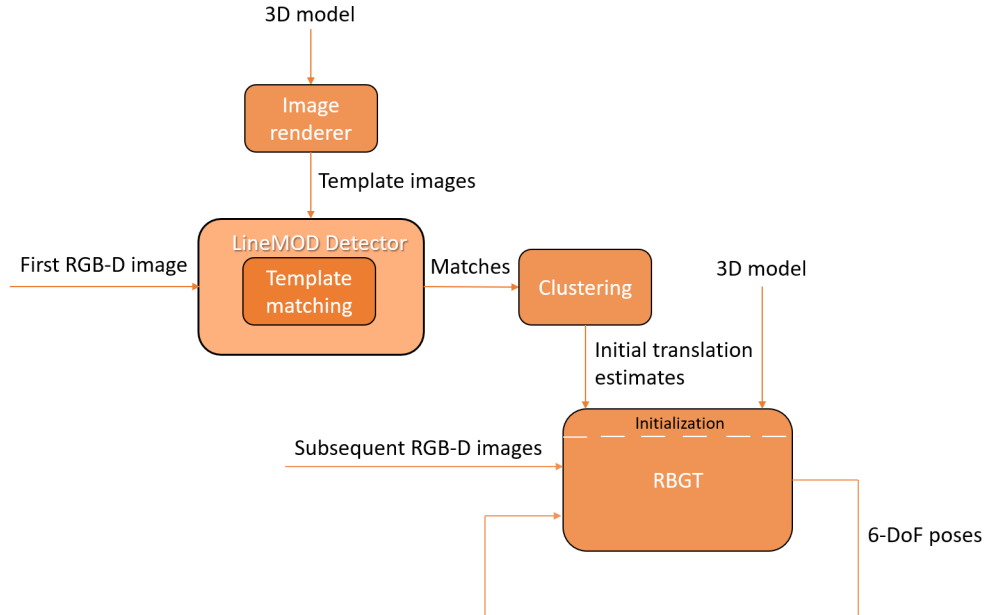 3D model
Image
renderer
Template images
LineMOD Detector
First RGB-D image
Template
matching
Matches
Clustering
3D model
Initial translation
estimates
Initialization
Subsequent RGB-D images
RBGT
6-DoF poses